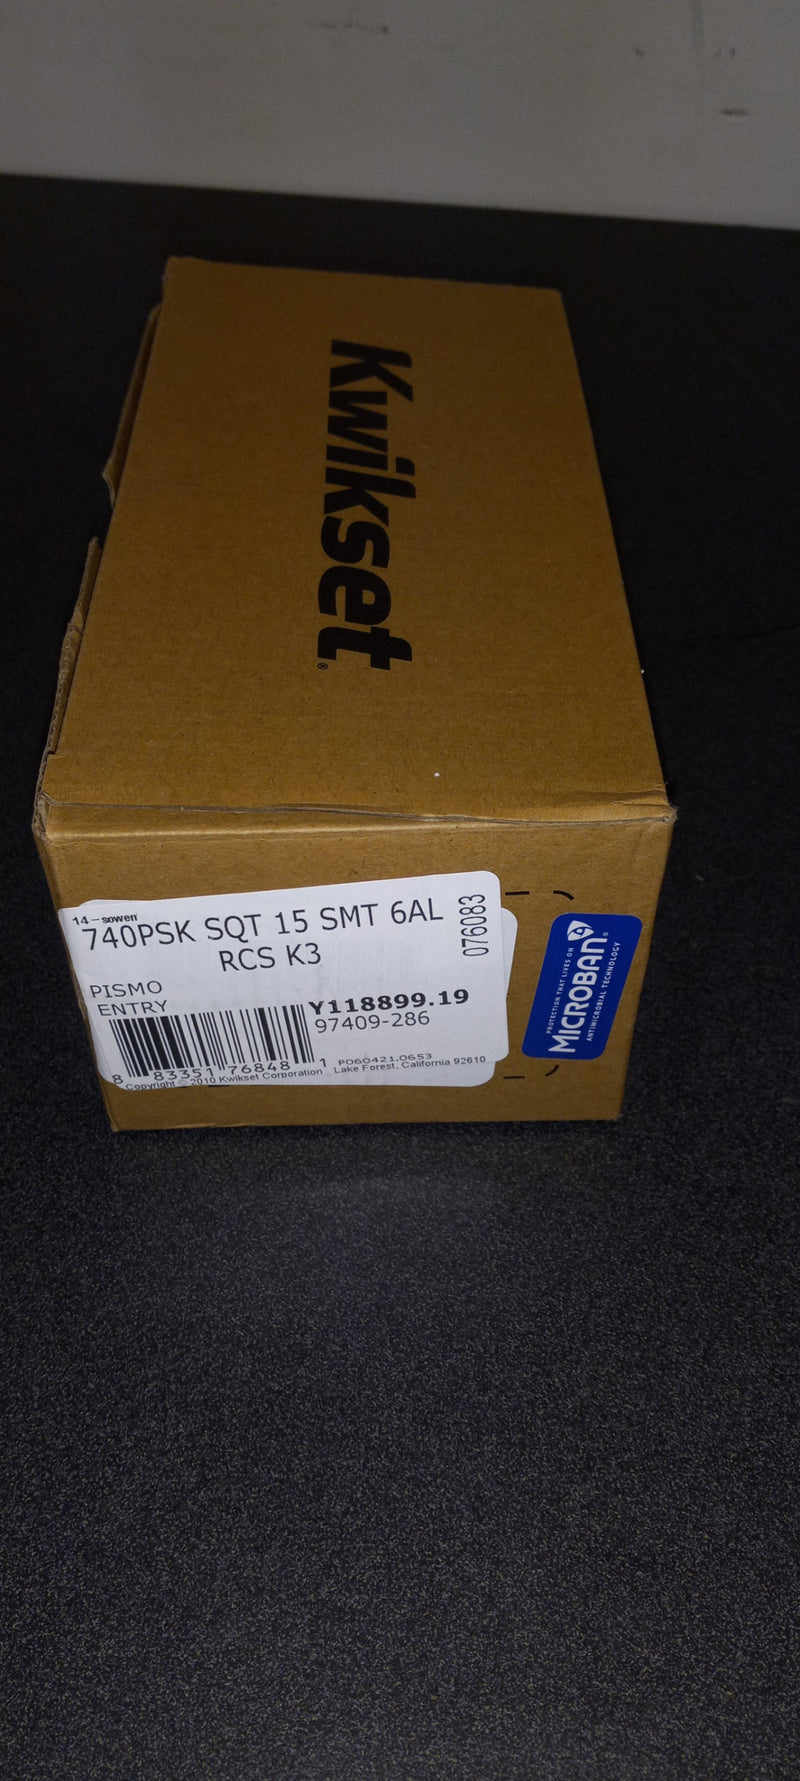 Kwikset®
14-sowen
740PSK SQT 15 SMT 6AL
RCS K3
076083
PISMO
ENTRY
Y118899.19
97409-286
8 83351 76848 1
P060421.0653
Copyright © 2010 Kwikset Corporation Lake Forest, California 92610
PROTECTION THAT LIVES ON
MICROBAN®
ANTIMICROBIAL TECHNOLOGY